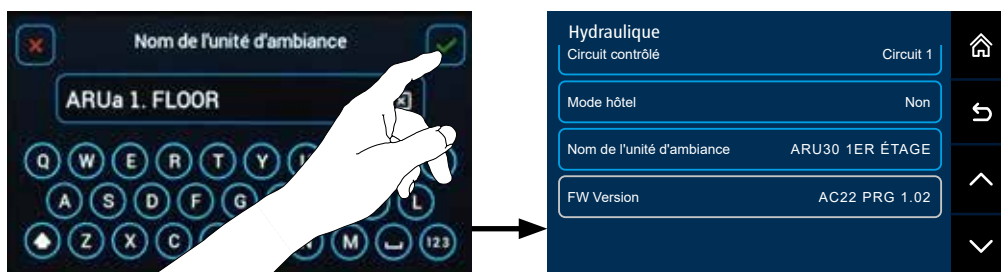 Nom de l'unité d'ambiance
ARUa 1. FLOOR
Q W E R T Y
A S D F G L
Z X C N M 123
Hydraulique
Circuit contrôlé Circuit 1
Mode hôtel Non
Nom de l'unité d'ambiance ARU30 1ER ÉTAGE
FW Version AC22 PRG 1.02